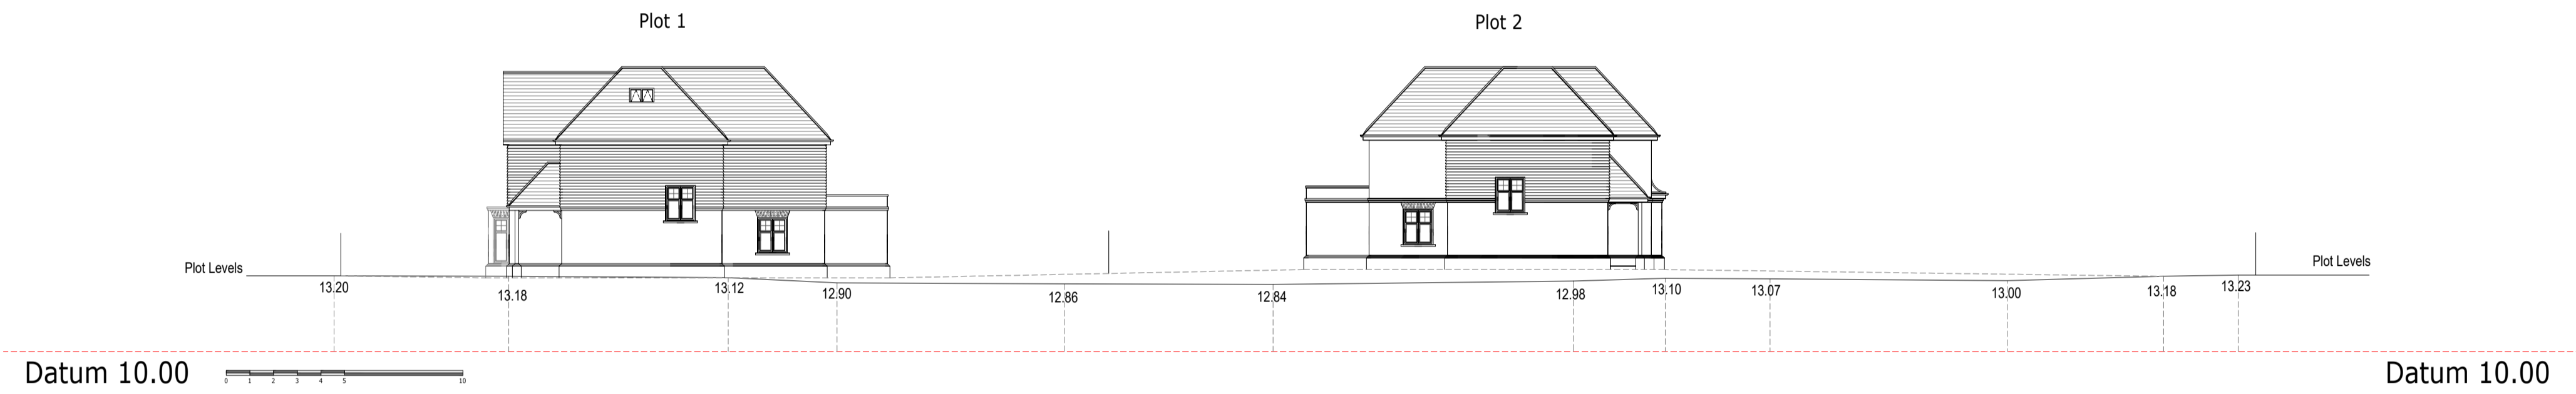 Plot 1
Plot 2
Plot Levels
Plot Levels
13.20
13.18
13.12
12.90
12.86
12.84
12.98
13.10
13.07
13.00
13.18
13.23
Datum 10.00
0 1 2 3 4 5 10
Datum 10.00